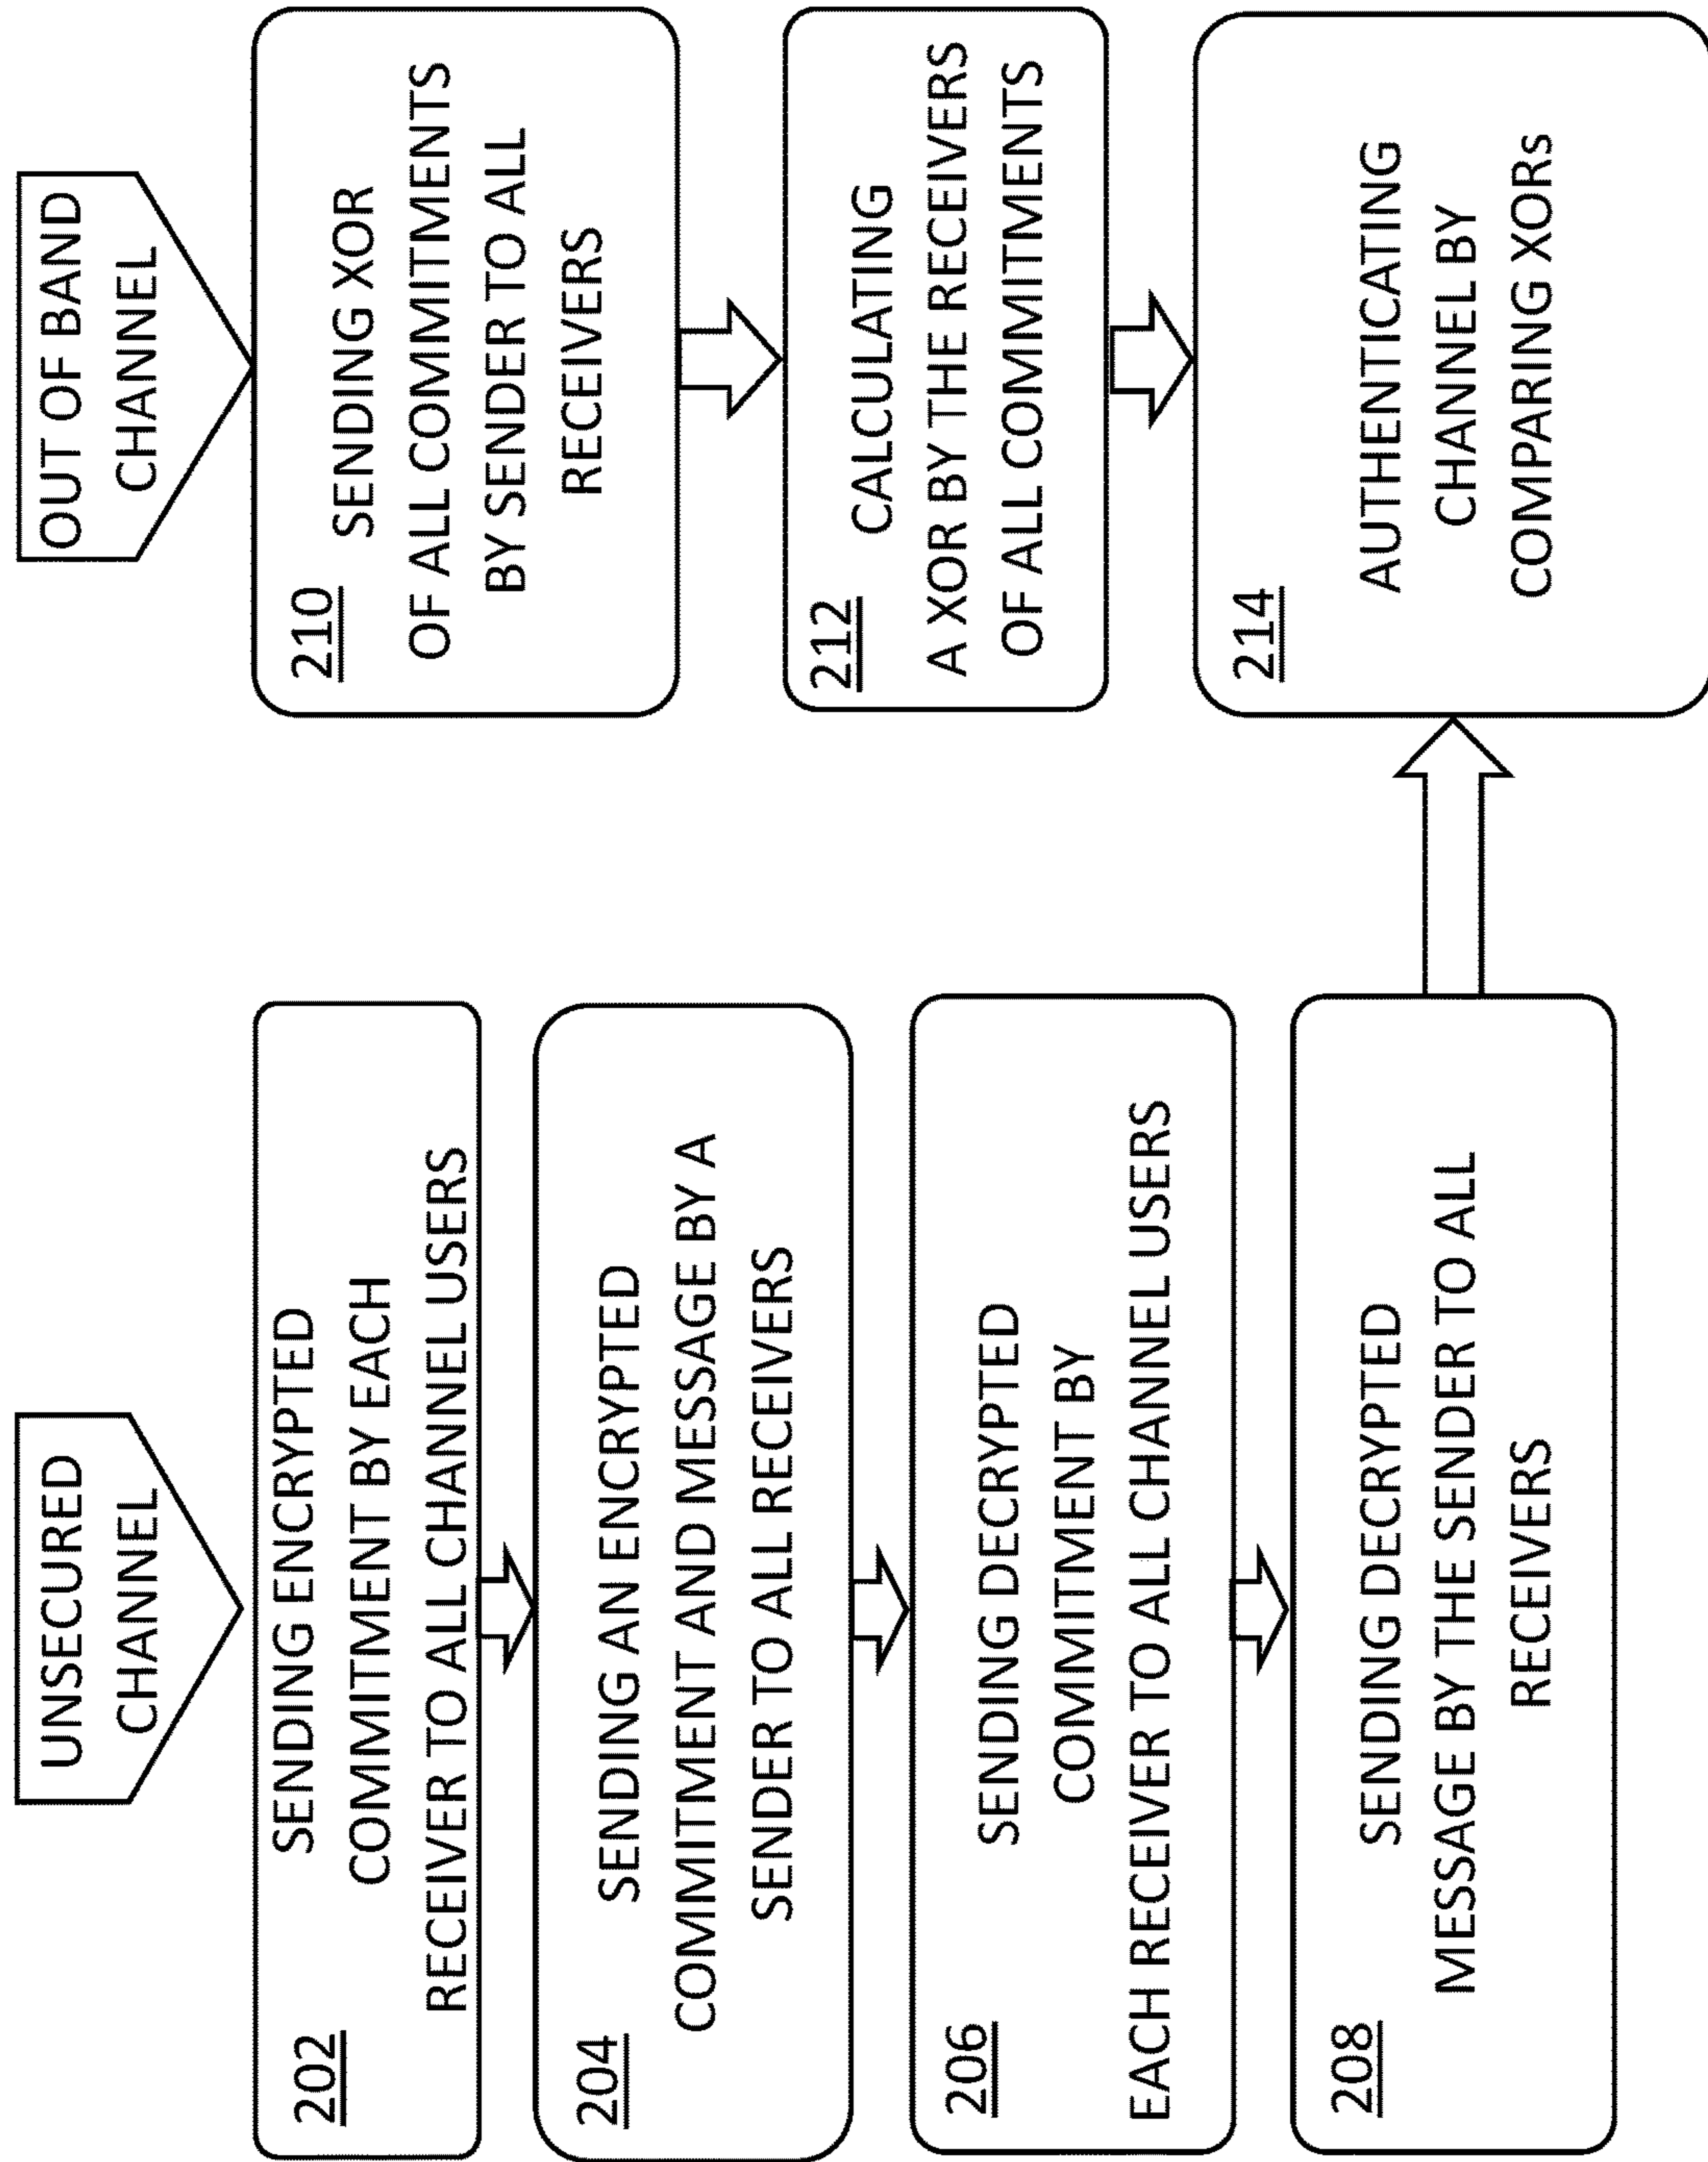 UNSECURED
CHANNEL
202
SENDING ENCRYPTED
COMMITMENT BY EACH
RECEIVER TO ALL CHANNEL USERS
204
SENDING AN ENCRYPTED
COMMITMENT AND MESSAGE BY A
SENDER TO ALL RECEIVERS
206
SENDING DECRYPTED
COMMITMENT BY
EACH RECEIVER TO ALL CHANNEL USERS
208
SENDING DECRYPTED
MESSAGE BY THE SENDER TO ALL
RECEIVERS
OUT OF BAND
CHANNEL
210
SENDING XOR
OF ALL COMMITMENTS
BY SENDER TO ALL
RECEIVERS
212
CALCULATING
A XOR BY THE RECEIVERS
OF ALL COMMITMENTS
214
AUTHENTICATING
CHANNEL BY
COMPARING XORs